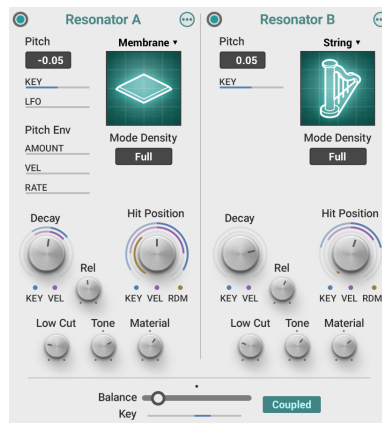 Resonator A
Pitch
Membrane
-0.05
KEY
LFO
Pitch Env
AMOUNT
VEL
RATE
Mode Density
Full
Decay
Hit Position
Rel
KEY VEL
KEY VEL RDM
Low Cut Tone Material
Resonator B
Pitch
String
0.05
KEY
Mode Density
Full
Decay
Hit Position
Rel
KEY VEL
KEY VEL RDM
Low Cut Tone Material
Balance
Key
Coupled